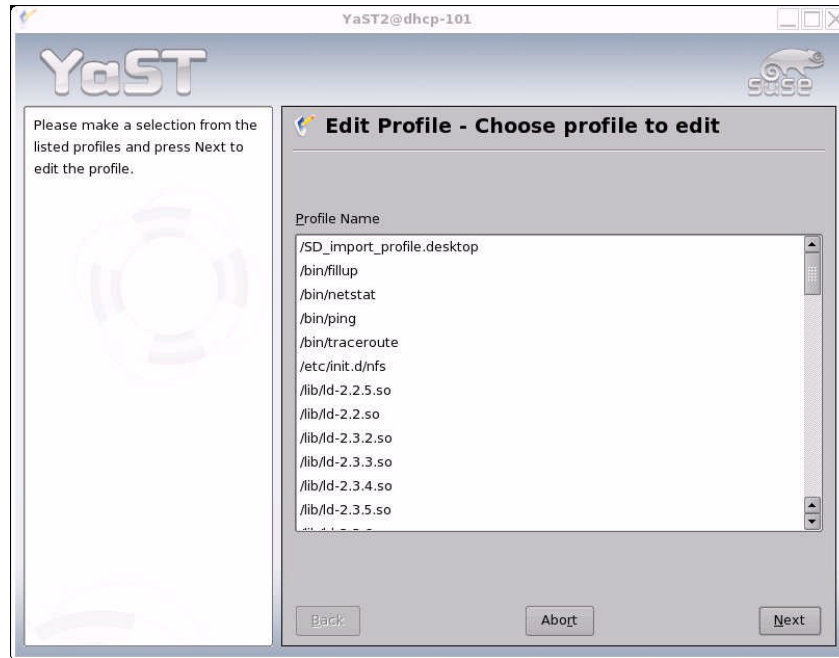 YaST2@dhcp-101
YaST
suse
Please make a selection from the
listed profiles and press Next to
edit the profile.
Edit Profile - Choose profile to edit
Profile Name
/SD_import_profile.desktop
/bin/fillup
/bin/netstat
/bin/ping
/bin/traceroute
/etc/init.d/nfs
/lib/ld-2.2.5.so
/lib/ld-2.2.so
/lib/ld-2.3.2.so
/lib/ld-2.3.3.so
/lib/ld-2.3.4.so
/lib/ld-2.3.5.so
Back
Abort
Next